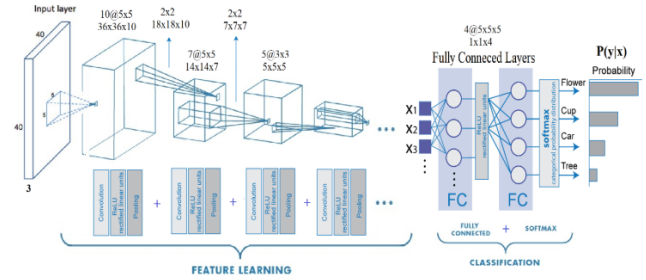 Input layer
40
40
3
5
5
10@5x5
36x36x10
2x2
18x18x10
7@5x5
14x14x7
2x2
7x7x7
5@3x3
5x5x5
4@5x5x5
1x1x4
Fully Conneced Layers
P(y|x)
Probability
X1
X2
X3
FC
ReLU
rectified linear units
FC
softmax
categorical probability distribution
Flower
Cup
Car
Tree
Convolution
ReLU
rectified linear units
Pooling
+
Convolution
ReLU
rectified linear units
Pooling
+
Convolution
ReLU
rectified linear units
Pooling
+
Convolution
ReLU
rectified linear units
Pooling
FEATURE LEARNING
FULLY
CONNECTED
+
SOFTMAX
CLASSIFICATION